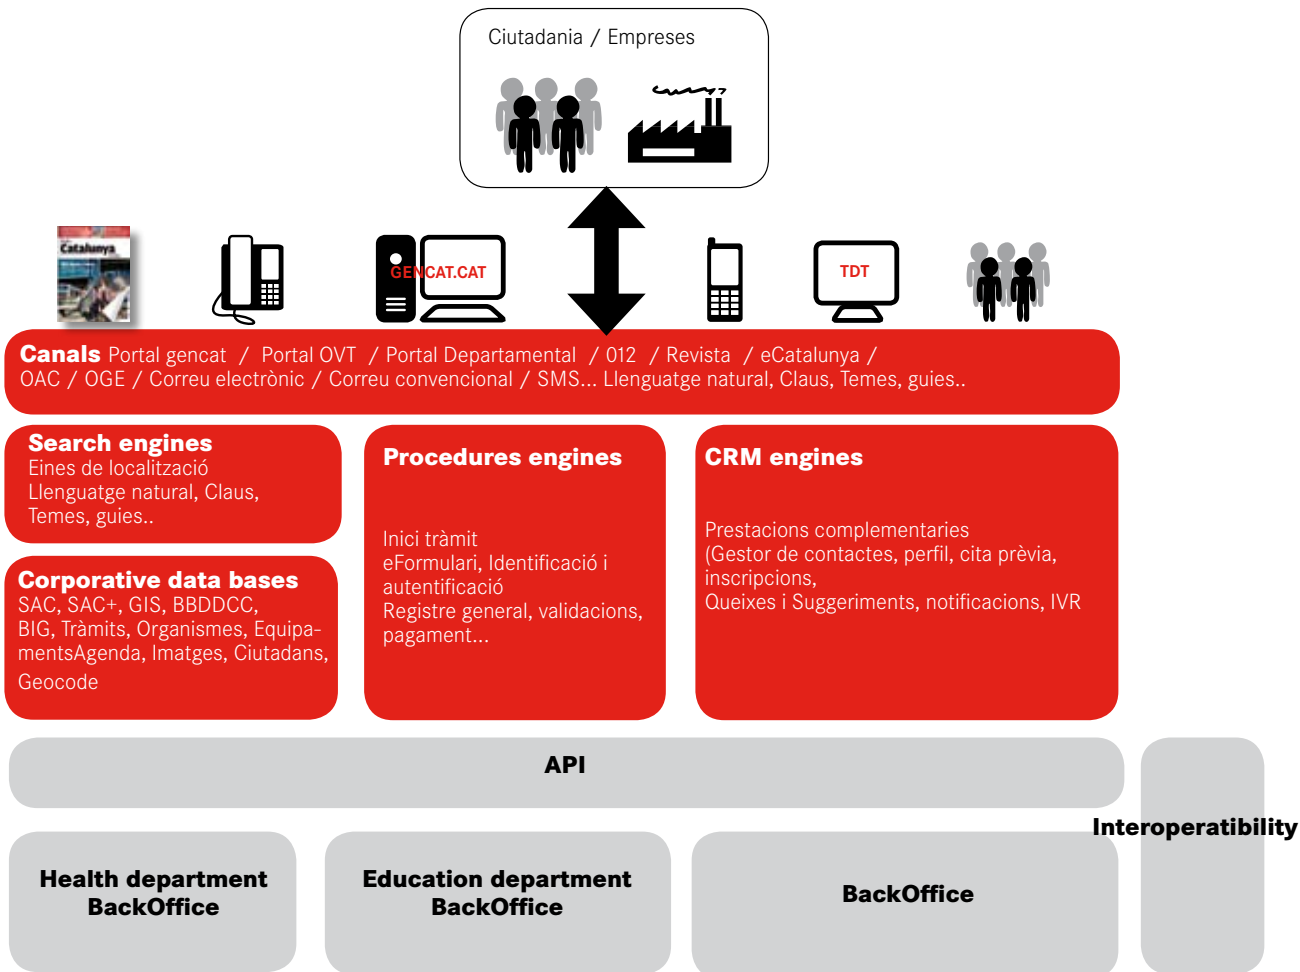 Ciutadania / Empreses
Catalunya
GENCAT.CAT
TDT
Canals Portal gencat / Portal OVT / Portal Departamental / 012 / Revista / eCatalunya /
OAC / OGE / Correu electrònic / Correu convencional / SMS... Llenguatge natural, Claus, Temes, guies..
Search engines
Eines de localització
Llenguatge natural, Claus,
Temes, guies..
Corporative data bases
SAC, SAC+, GIS, BBDDCC,
BIG, Tràmits, Organismes, Equipa-
mentsAgenda, Imatges, Ciutadans,
Geocode
Procedures engines
Inici tràmit
eFormulari, Identificació i
autentificació
Registre general, validacions,
pagament...
CRM engines
Prestacions complementaries
(Gestor de contactes, perfil, cita prèvia,
inscripcions,
Queixes i Suggeriments, notificacions, IVR
API
Interoperatibility
Health department
BackOffice
Education department
BackOffice
BackOffice